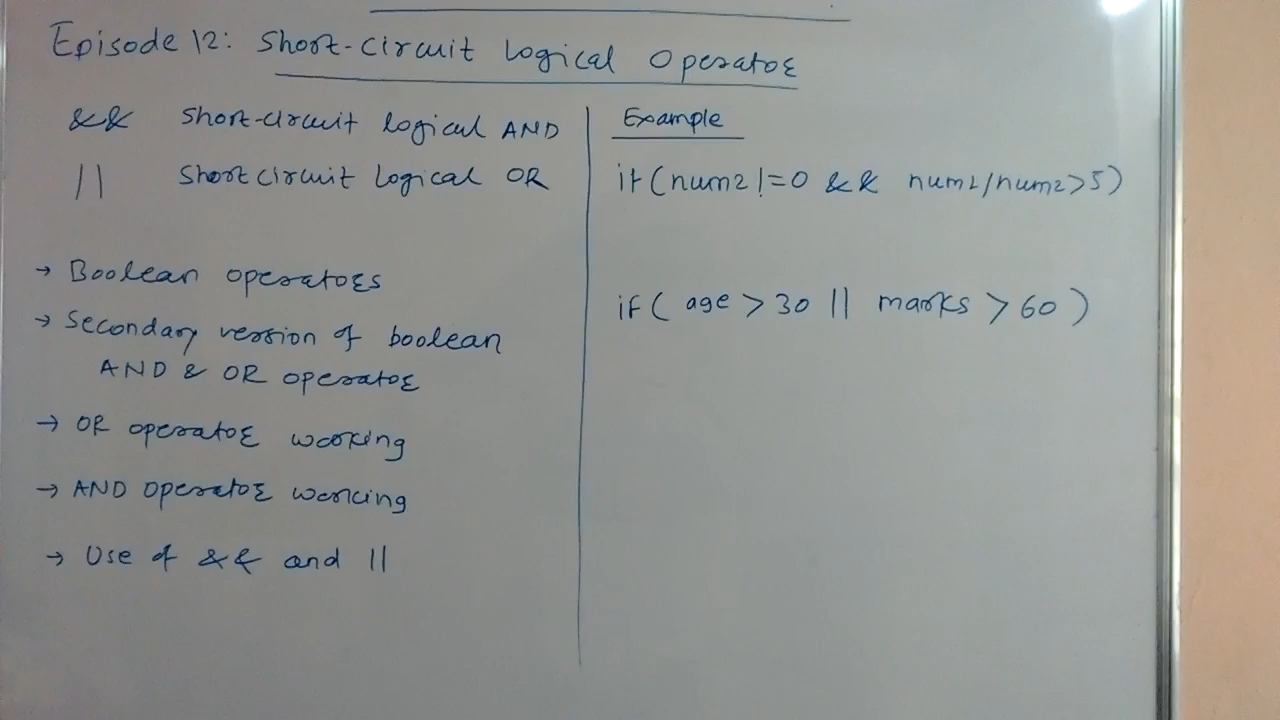 Episode 12: Short-Circuit Logical Operator
&& Short-circuit logical AND
|| Short circuit Logical OR
→ Boolean operators
→ Secondary version of boolean
AND & OR operator
→ OR operator working
→ AND operator working
→ Use of && and ||
Example
if (num2 != 0 && num1/num2 > 5)
if ( age > 30 || marks > 60 )